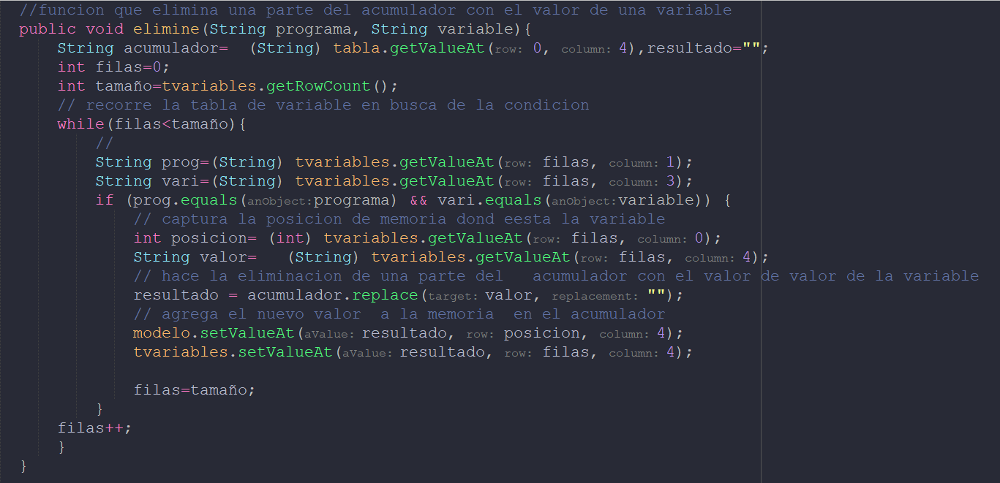 //funcion que elimina una parte del acumulador con el valor de una variable
public void elimine(String programa, String variable){
    String acumulador=  (String) tabla.getValueAt(row: 0, column: 4),resultado="";
    int filas=0;
    int tamaño=tvariables.getRowCount();
    // recorre la tabla de variable en busca de la condicion
    while(filas<tamaño){
        //
        String prog=(String) tvariables.getValueAt(row: filas, column: 1);
        String vari=(String) tvariables.getValueAt(row: filas, column: 3);
        if (prog.equals(anObject:programa) && vari.equals(anObject:variable)) {
            // captura la posicion de memoria dond eesta la variable
            int posicion= (int) tvariables.getValueAt(row: filas, column: 0);
            String valor=   (String) tvariables.getValueAt(row: filas, column: 4);
            // hace la eliminacion de una parte del   acumulador con el valor de valor de la variable
            resultado = acumulador.replace(target: valor, replacement: "");
            // agrega el nuevo valor  a la memoria  en el acumulador
            modelo.setValueAt(aValue: resultado, row: posicion, column: 4);
            tvariables.setValueAt(aValue: resultado, row: filas, column: 4);

            filas=tamaño;
        }
    filas++;
    }
}